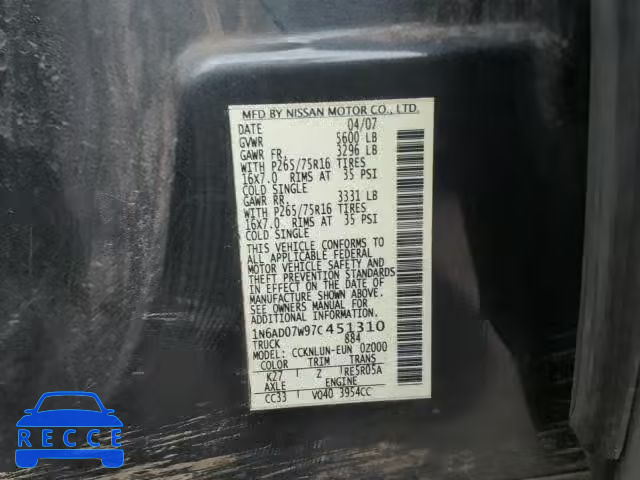 MFD BY NISSAN MOTOR CO., LTD.
DATE 04/07
GVWR 5600 LB
GAWR FR. 3296 LB
WITH P265/75R16 TIRES
16X7.0 RIMS AT 35 PSI
COLD SINGLE
GAWR RR. 3331 LB
WITH P265/75R16 TIRES
16X7.0 RIMS AT 35 PSI
COLD SINGLE
THIS VEHICLE CONFORMS TO
ALL APPLICABLE FEDERAL
MOTOR VEHICLE SAFETY AND
THEFT PREVENTION STANDARDS
IN EFFECT ON THE DATE OF
MANUFACTURE SHOWN ABOVE.
SEE OWNERS MANUAL.
1N6AD07W97C451310
TRUCK 884
MODEL: CCKNLUN-EUN 0Z000
COLOR TRIM TRANS
K27 Z RE5R05A
AXLE ENGINE
CC33 VQ40 3954CC
RECCE